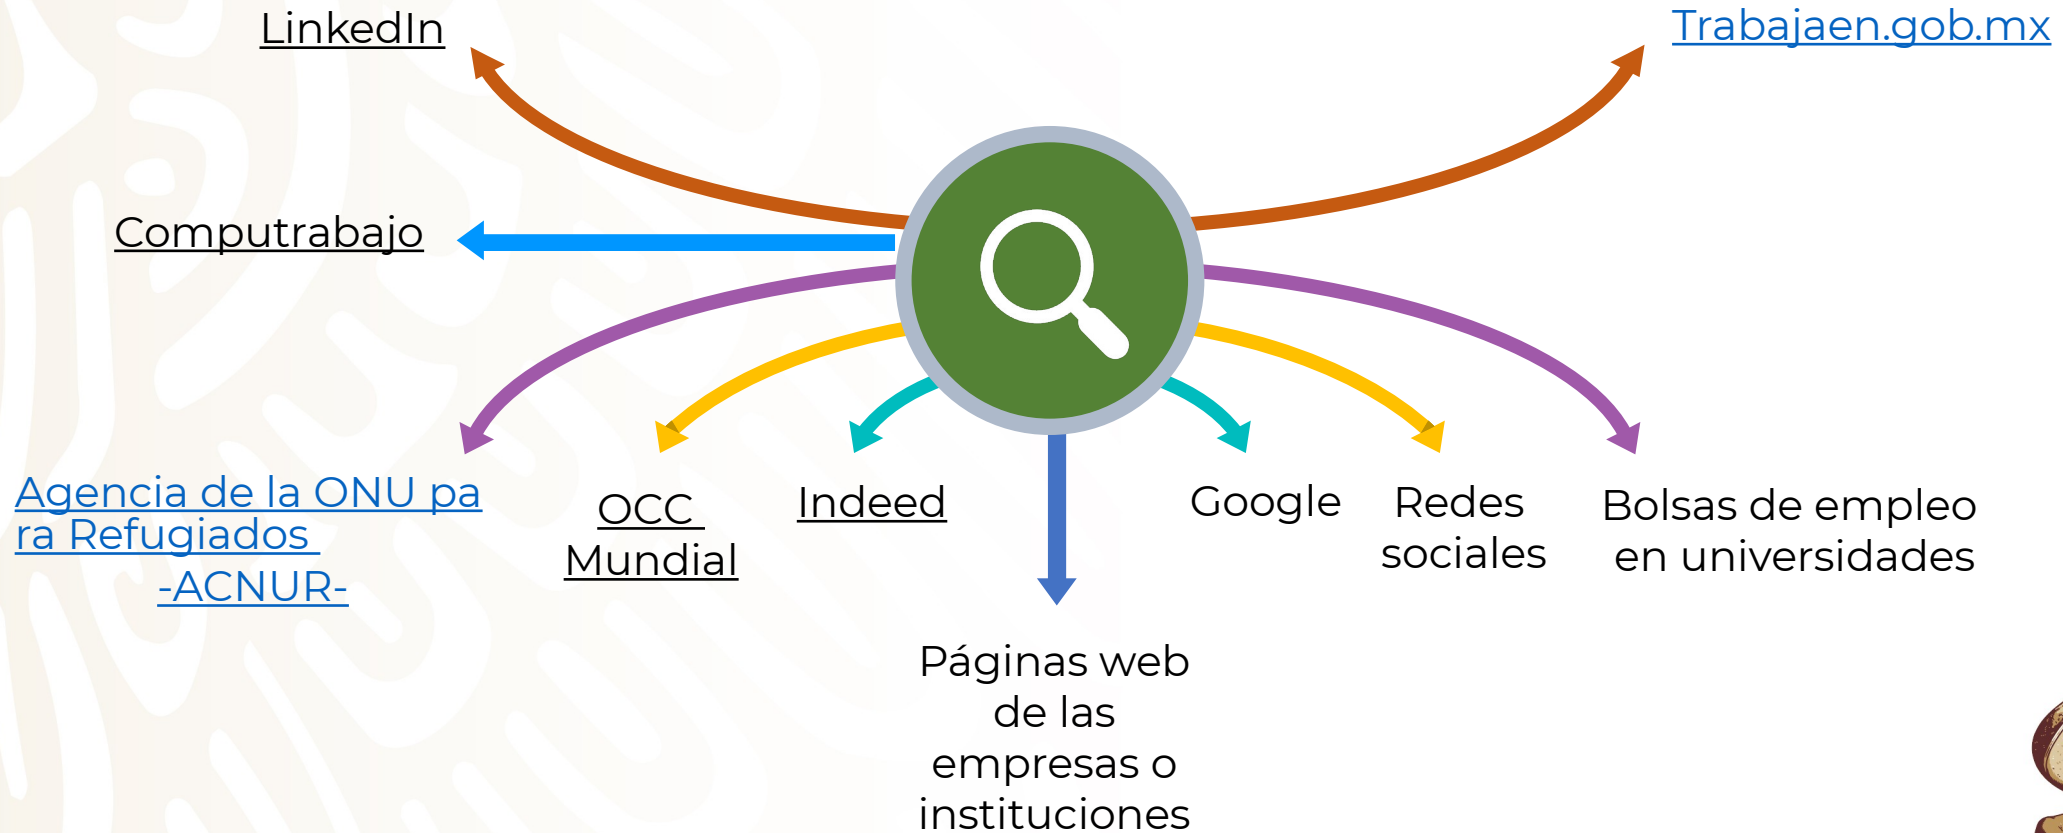 LinkedIn
Trabajaen.gob.mx
Computrabajo
Agencia de la ONU pa
ra Refugiados
-ACNUR-
OCC
Mundial
Indeed
Google
Redes
sociales
Bolsas de empleo
en universidades
Páginas web
de las
empresas o
instituciones